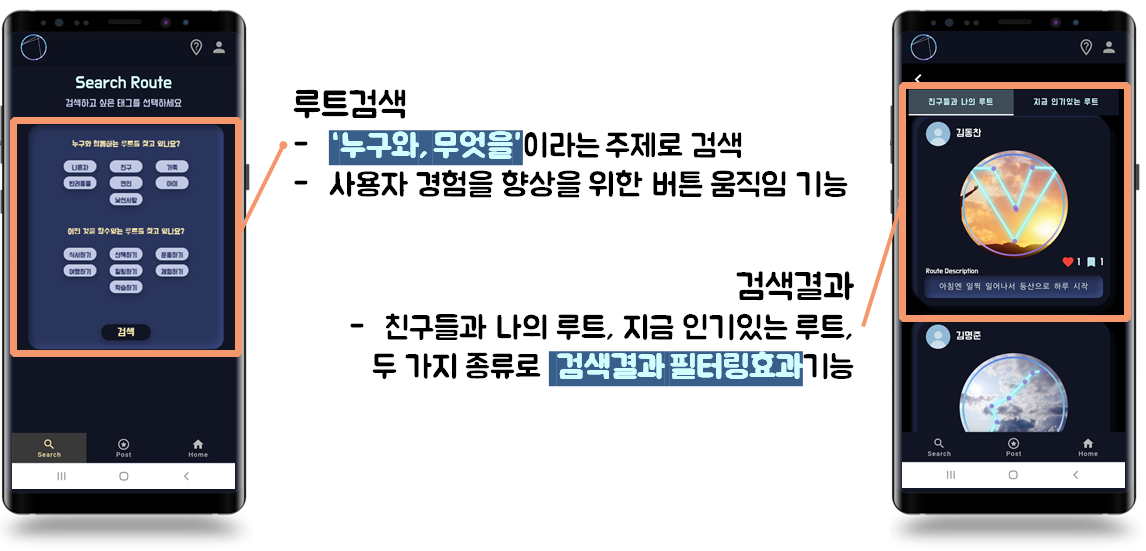 Search Route
검색하고 싶은 태그를 선택하세요
누구와 함께하는 루트를 찾고 있나요?
나혼자 친구 가족
반려동물 연인 아이
낯선사람
어떤 것을 할수있는 루트를 찾고 있나요?
식사하기 산책하기 운동하기
여행하기 힐링하기 체험하기
학습하기
검색
Search Post Home
루트검색
- ‘누구와, 무엇을’이라는 주제로 검색
- 사용자 경험을 향상을 위한 버튼 움직임 기능
검색결과
- 친구들과 나의 루트, 지금 인기있는 루트,
두 가지 종류로 검색결과 필터링효과기능
친구들과 나의 루트 지금 인기있는 루트
김동찬
1 1
Route Description
아침엔 일찍 일어나서 등산으로 하루 시작
김명준
Search Post Home